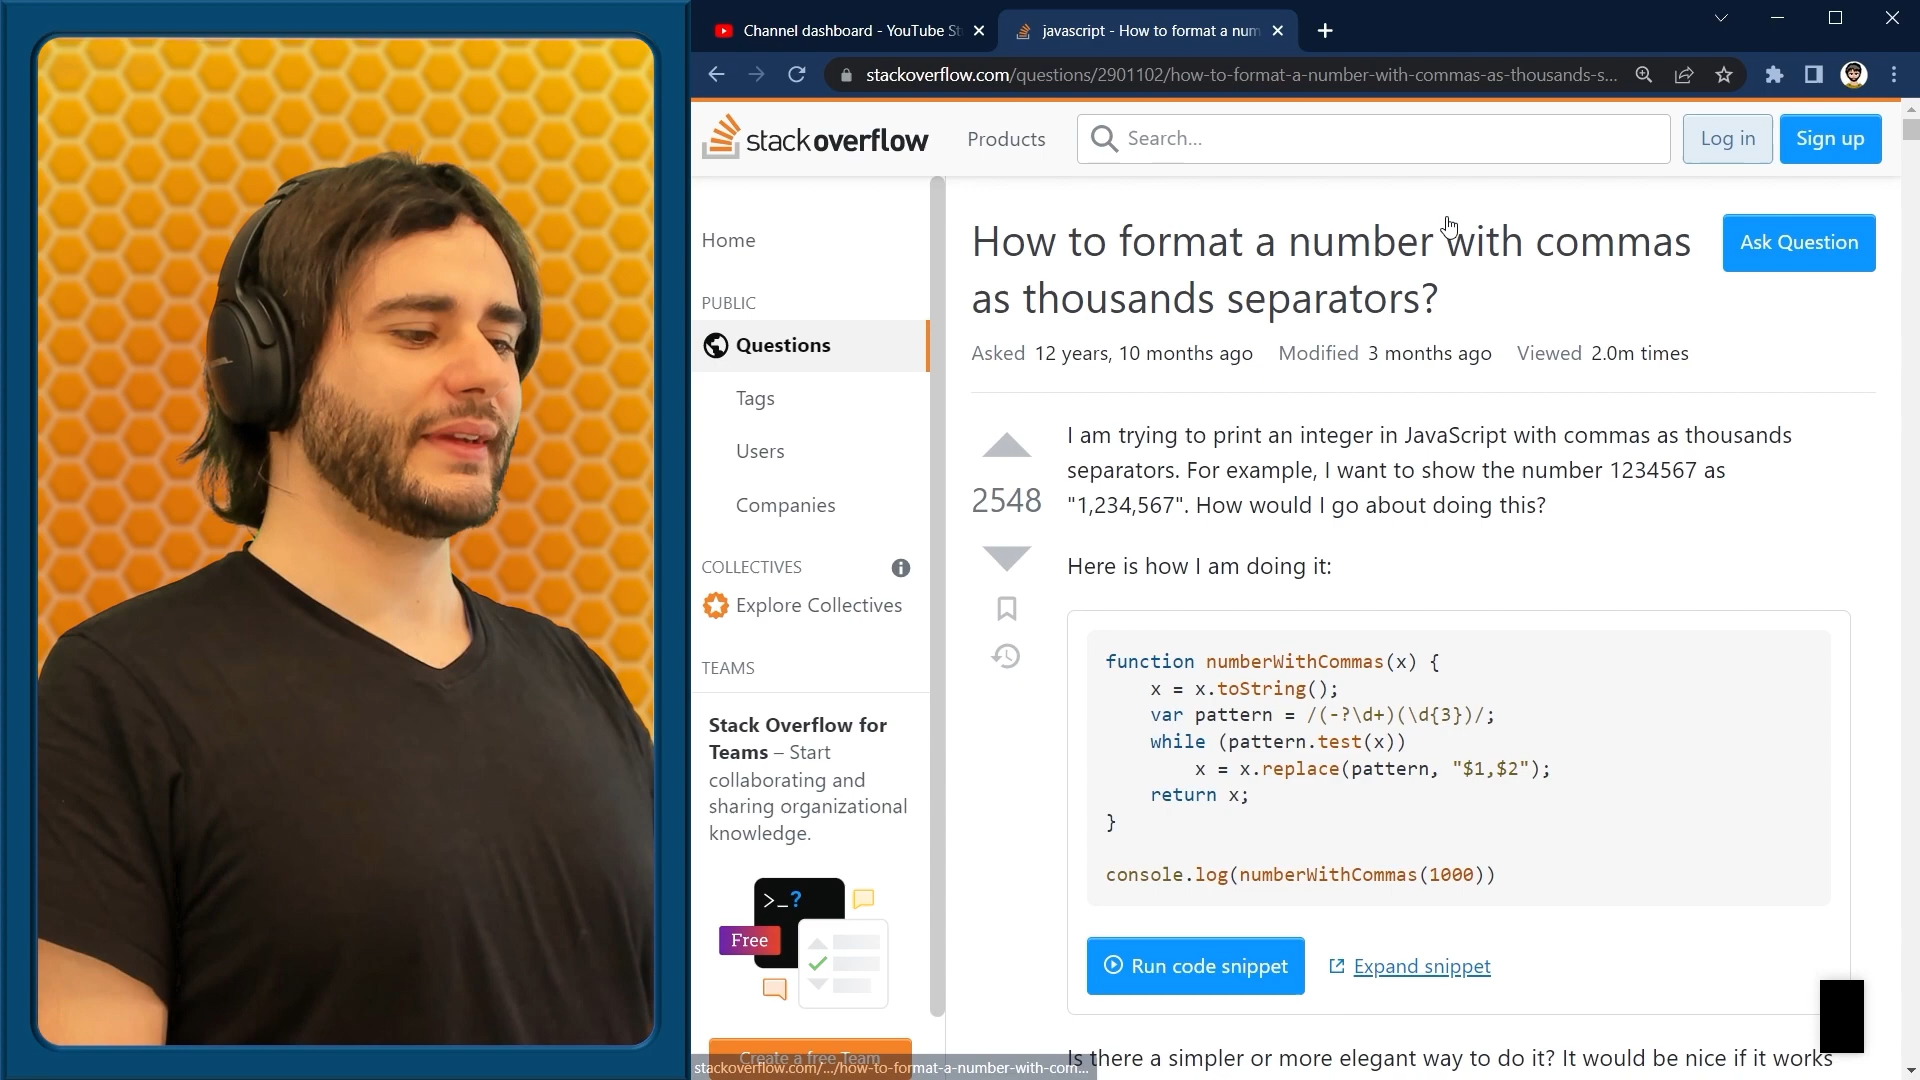 Channel dashboard - YouTube St
javascript - How to format a num
stackoverflow.com/questions/2901102/how-to-format-a-number-with-commas-as-thousands-s...
stackoverflow
Products
Search...
Log in
Sign up
Home
PUBLIC
Questions
Tags
Users
Companies
COLLECTIVES
Explore Collectives
TEAMS
Stack Overflow for
Teams – Start
collaborating and
sharing organizational
knowledge.
>_?
Free
Create a free Team
How to format a number with commas
as thousands separators?
Ask Question
Asked 12 years, 10 months ago Modified 3 months ago Viewed 2.0m times
2548
I am trying to print an integer in JavaScript with commas as thousands
separators. For example, I want to show the number 1234567 as
"1,234,567". How would I go about doing this?
Here is how I am doing it:
function numberWithCommas(x) {
    x = x.toString();
    var pattern = /(-?\d+)(\d{3})/;
    while (pattern.test(x))
        x = x.replace(pattern, "$1,$2");
    return x;
}
console.log(numberWithCommas(1000))
Run code snippet
Expand snippet
Is there a simpler or more elegant way to do it? It would be nice if it works
stackoverflow.com/.../how-to-format-a-number-with-com...